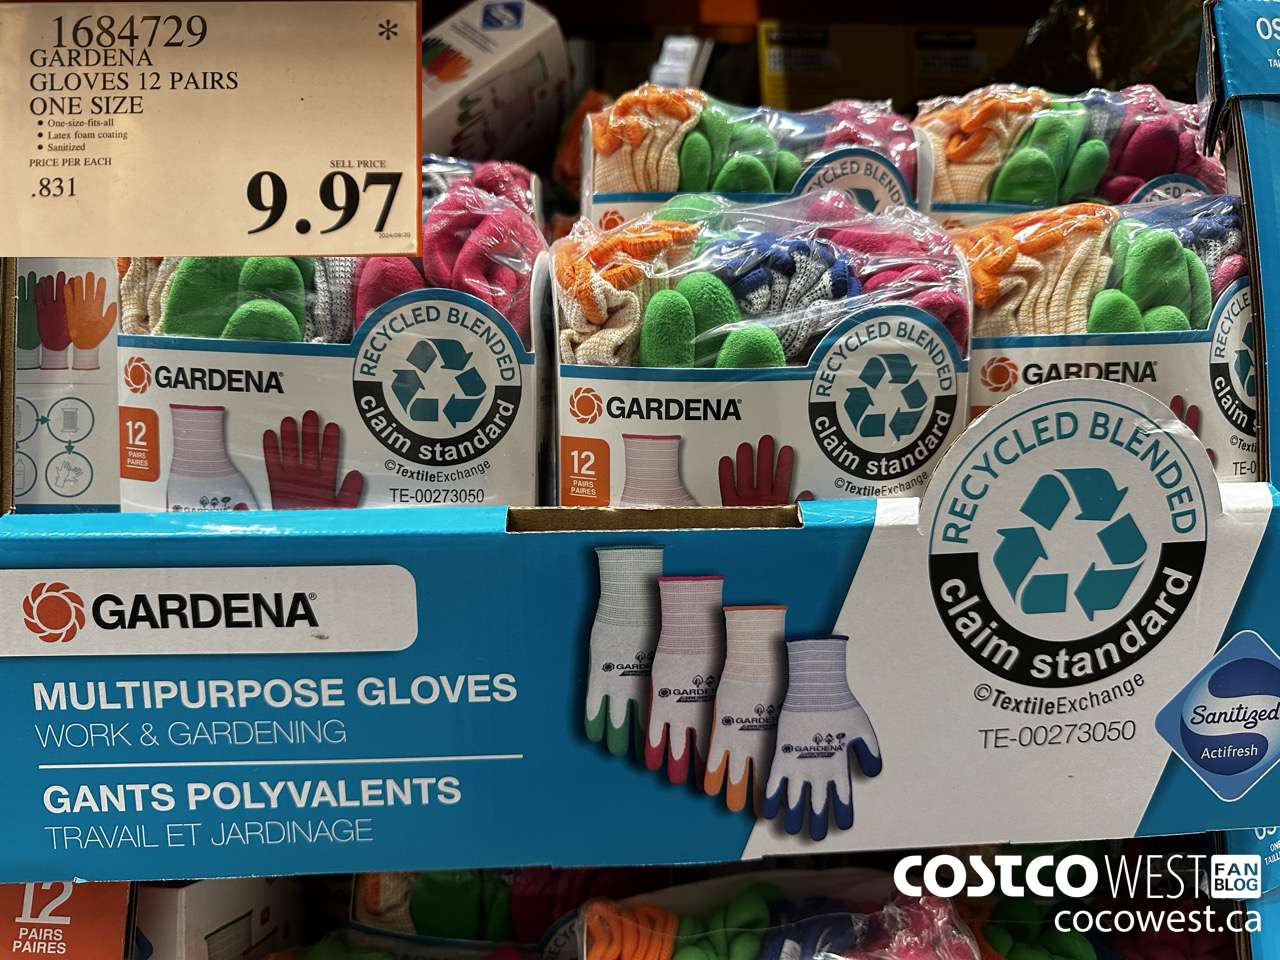 1684729 *
GARDENA
GLOVES 12 PAIRS
ONE SIZE
• One-size-fits-all
• Latex foam coating
• Sanitized
PRICE PER EACH
SELL PRICE
.831
9.97
RECYCLED BLENDED
claim standard
©TextileExchange
TE-00273050
GARDENA®
12
PAIRS
PAIRES
RECYCLED BLENDED
claim standard
©TextileExchange
GARDENA®
12
PAIRS
PAIRES
GARDENA®
RECYCLED BLENDED
claim standard
©TextileExchange
TE-00273050
GARDENA®
MULTIPURPOSE GLOVES
WORK & GARDENING
GANTS POLYVALENTS
TRAVAIL ET JARDINAGE
GARDENA
GARDENA
Sanitized
Actifresh
12
PAIRS
PAIRES
COSTCO WEST FAN BLOG
cocowest.ca